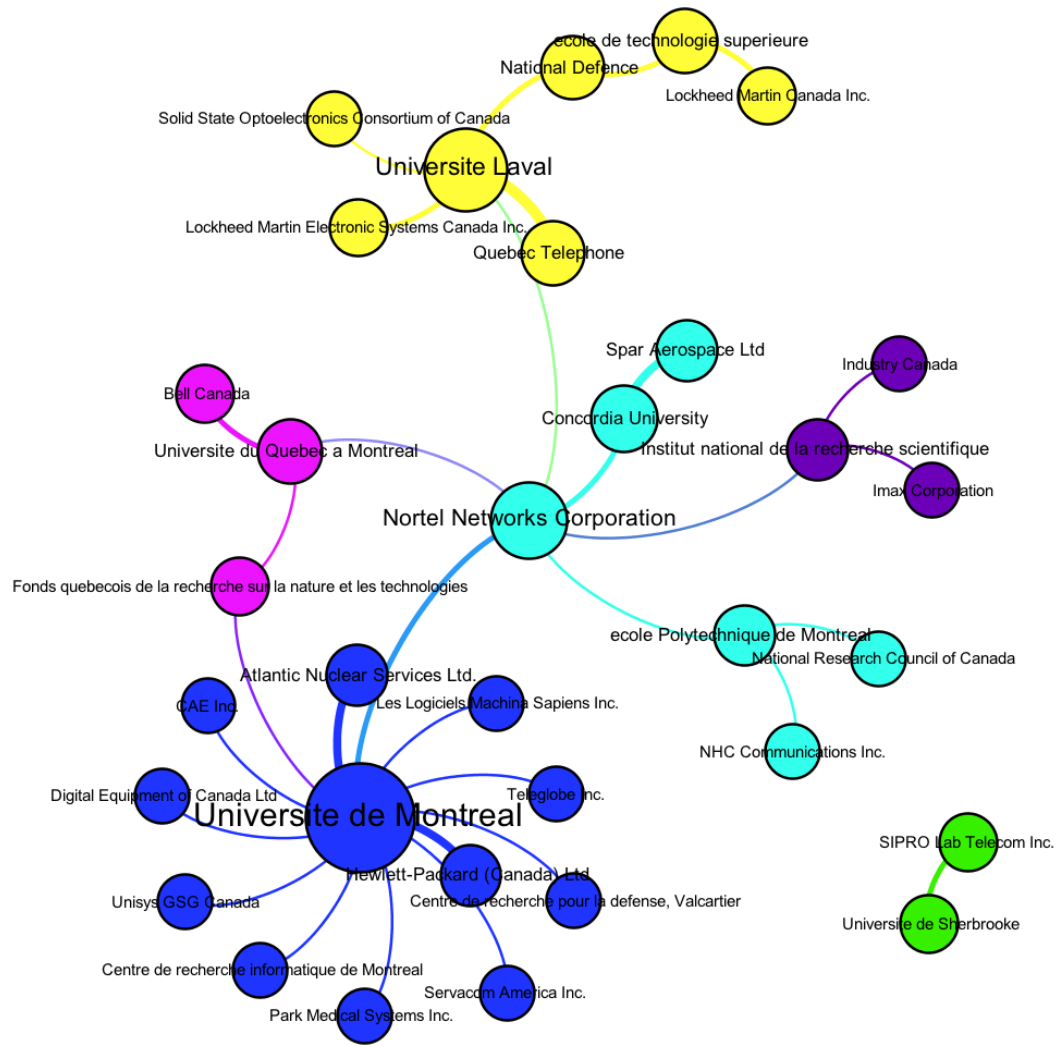 ecole de technologie superieure
National Defence
Lockheed Martin Canada Inc.
Solid State Optoelectronics Consortium of Canada
Universite Laval
Lockheed Martin Electronic Systems Canada Inc.
Quebec Telephone
Spar Aerospace Ltd
Industry Canada
Bell Canada
Concordia University
Universite du Quebec a Montreal
Institut national de la recherche scientifique
Imax Corporation
Nortel Networks Corporation
Fonds quebecois de la recherche sur la nature et les technologies
ecole Polytechnique de Montreal
National Research Council of Canada
Atlantic Nuclear Services Ltd.
Les Logiciels Machina Sapiens Inc.
CAE Inc.
NHC Communications Inc.
Digital Equipment of Canada Ltd
Teleglobe Inc.
Universite de Montreal
SIPRO Lab Telecom Inc.
Hewlett-Packard (Canada) Ltd
Unisys GSG Canada
Centre de recherche pour la defense, Valcartier
Universite de Sherbrooke
Centre de recherche informatique de Montreal
Servacom America Inc.
Park Medical Systems Inc.